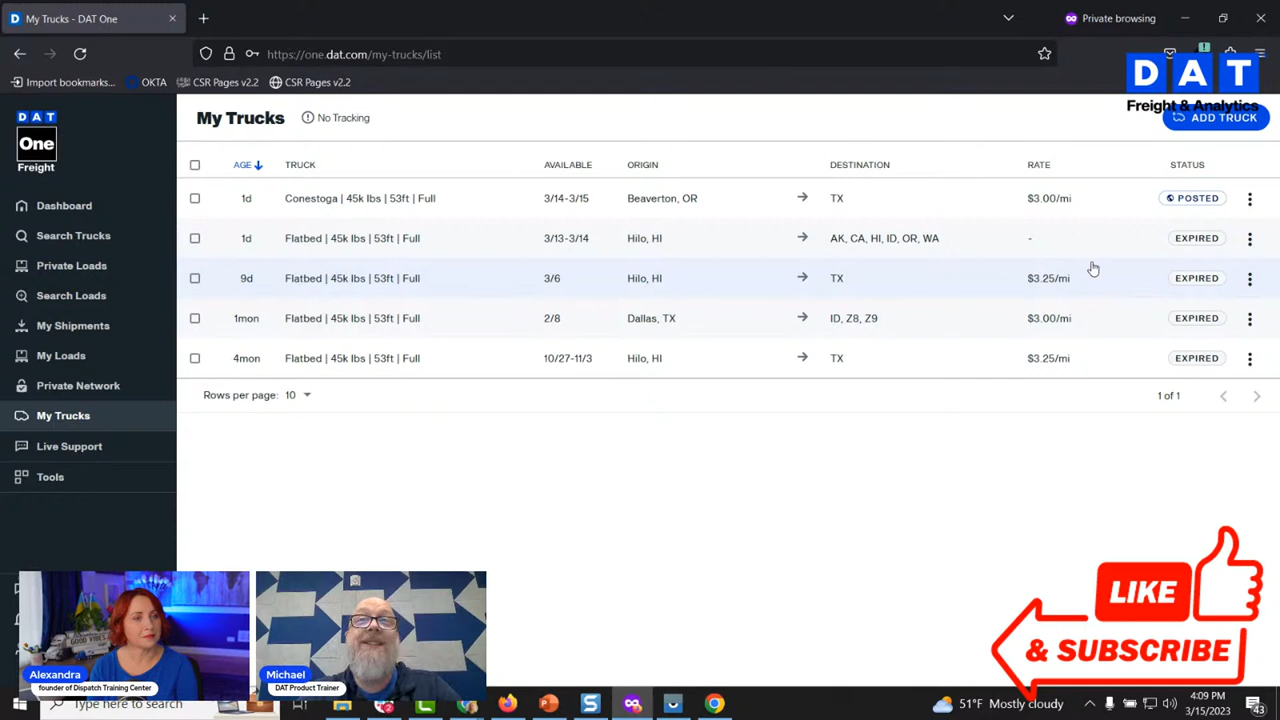 My Trucks - DAT One
Private browsing
https://one.dat.com/my-trucks/list
Import bookmarks...
OKTA
CSR Pages v2.2
CSR Pages v2.2
DAT
Freight & Analytics
DAT
One
Freight
Dashboard
Search Trucks
Private Loads
Search Loads
My Shipments
My Loads
Private Network
My Trucks
Live Support
Tools
My Trucks
No Tracking
ADD TRUCK
AGE TRUCK AVAILABLE ORIGIN DESTINATION RATE STATUS
1d Conestoga | 45k lbs | 53ft | Full 3/14-3/15 Beaverton, OR → TX $3.00/mi POSTED
1d Flatbed | 45k lbs | 53ft | Full 3/13-3/14 Hilo, HI → AK, CA, HI, ID, OR, WA - EXPIRED
9d Flatbed | 45k lbs | 53ft | Full 3/6 Hilo, HI → TX $3.25/mi EXPIRED
1mon Flatbed | 45k lbs | 53ft | Full 2/8 Dallas, TX → ID, Z8, Z9 $3.00/mi EXPIRED
4mon Flatbed | 45k lbs | 53ft | Full 10/27-11/3 Hilo, HI → TX $3.25/mi EXPIRED
Rows per page: 10
1 of 1
LIKE
& SUBSCRIBE
GOOD VIBES
Alexandra
founder of Dispatch Training Center
Michael
DAT Product Trainer
Type here to search
51°F Mostly cloudy
4:09 PM
3/15/2023
43